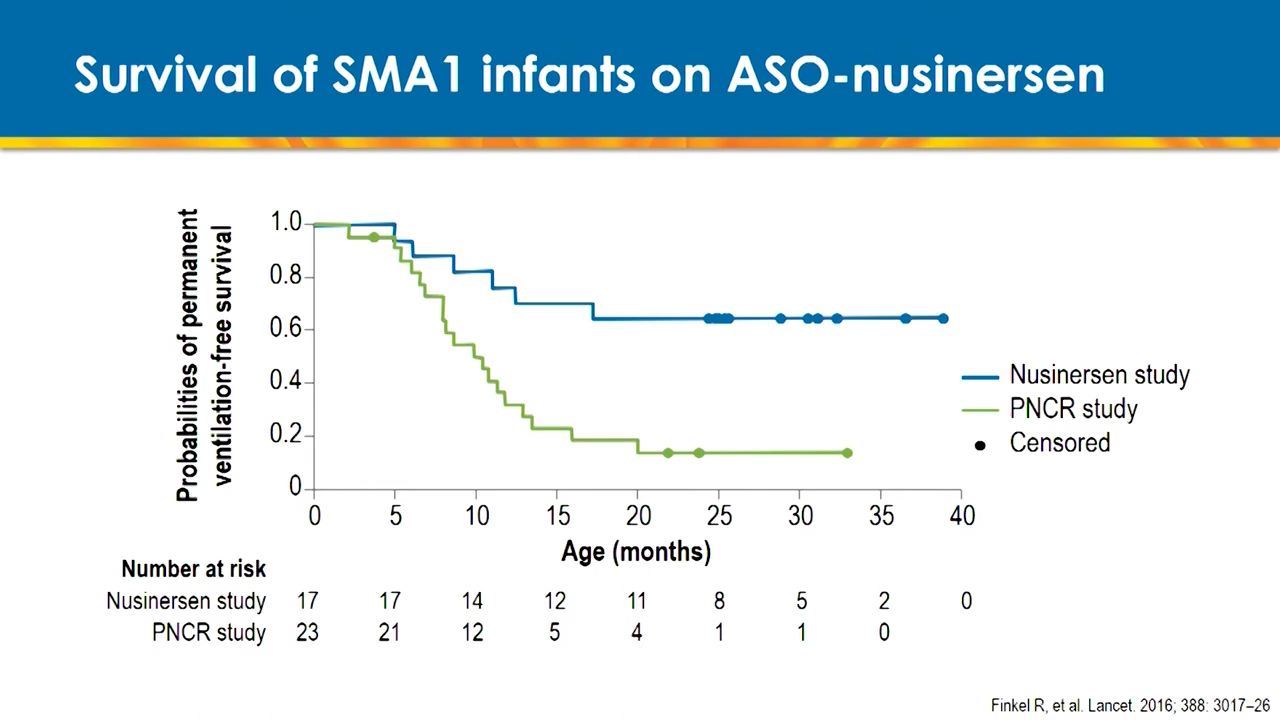 Survival of SMA1 infants on ASO-nusinersen
Probabilities of permanent
ventilation-free survival
1.0
0.8
0.6
0.4
0.2
0
0 5 10 15 20 25 30 35 40
Age (months)
Nusinersen study
PNCR study
Censored
Number at risk
Nusinersen study 17 17 14 12 11 8 5 2 0
PNCR study 23 21 12 5 4 1 1 0
Finkel R, et al. Lancet. 2016; 388: 3017–26